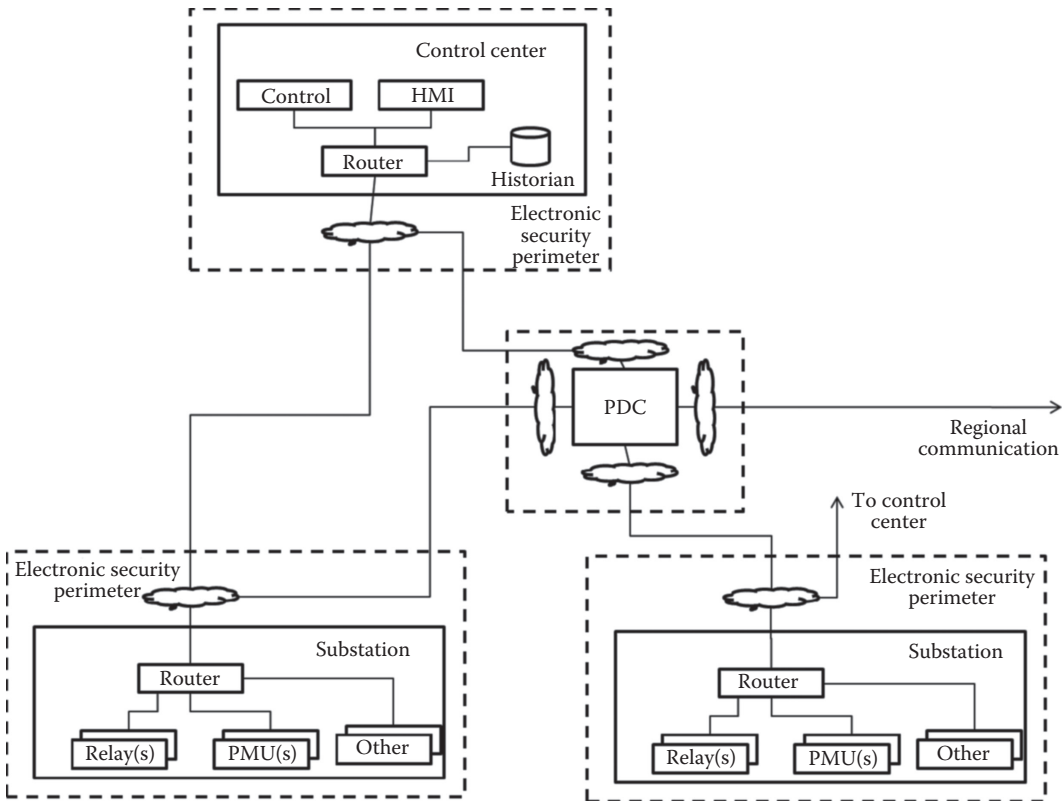 Control center
Control
HMI
Router
Historian
Electronic
security
perimeter
PDC
Regional
communication
To control
center
Electronic security
perimeter
Substation
Router
Relay(s)
PMU(s)
Other
Electronic security
perimeter
Substation
Router
Relay(s)
PMU(s)
Other